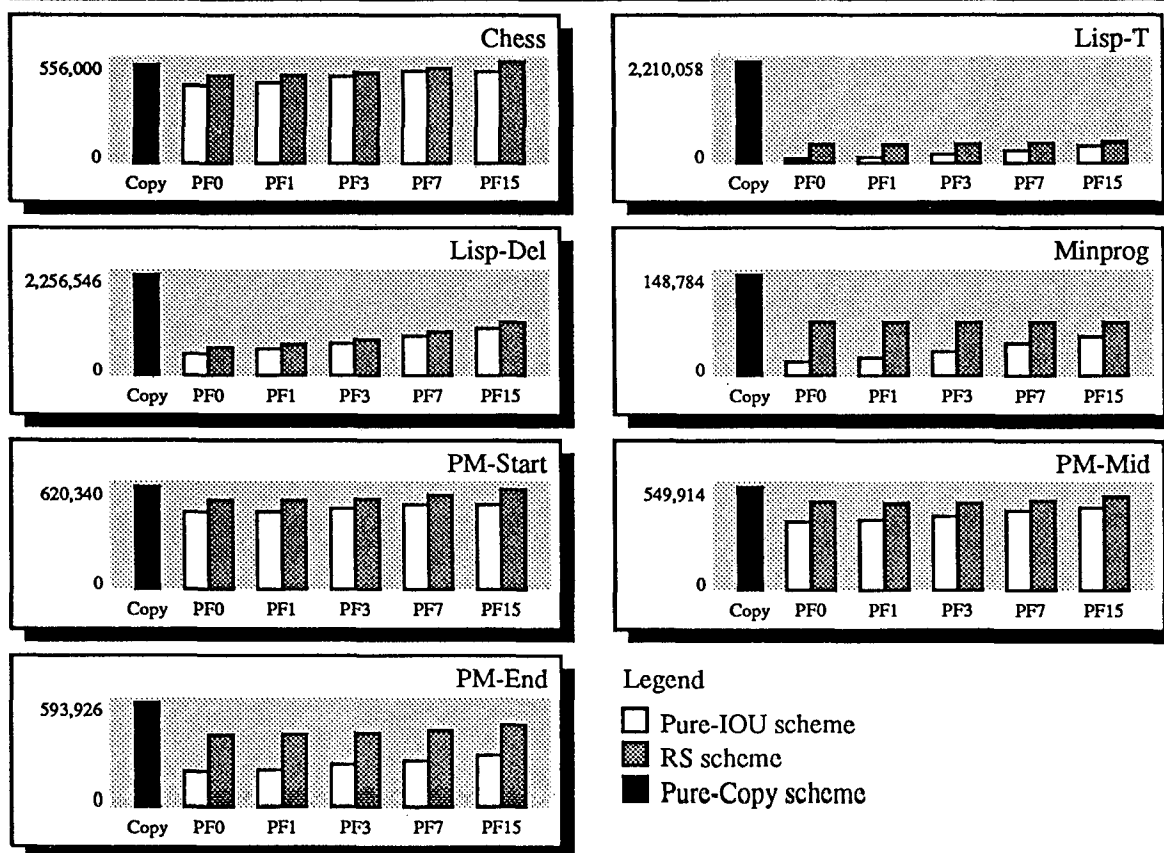 Chess
556,000
0
Copy PF0 PF1 PF3 PF7 PF15
Lisp-T
2,210,058
0
Copy PF0 PF1 PF3 PF7 PF15
Lisp-Del
2,256,546
0
Copy PF0 PF1 PF3 PF7 PF15
Minprog
148,784
0
Copy PF0 PF1 PF3 PF7 PF15
PM-Start
620,340
0
Copy PF0 PF1 PF3 PF7 PF15
PM-Mid
549,914
0
Copy PF0 PF1 PF3 PF7 PF15
PM-End
593,926
0
Copy PF0 PF1 PF3 PF7 PF15
Legend
Pure-IOU scheme
RS scheme
Pure-Copy scheme